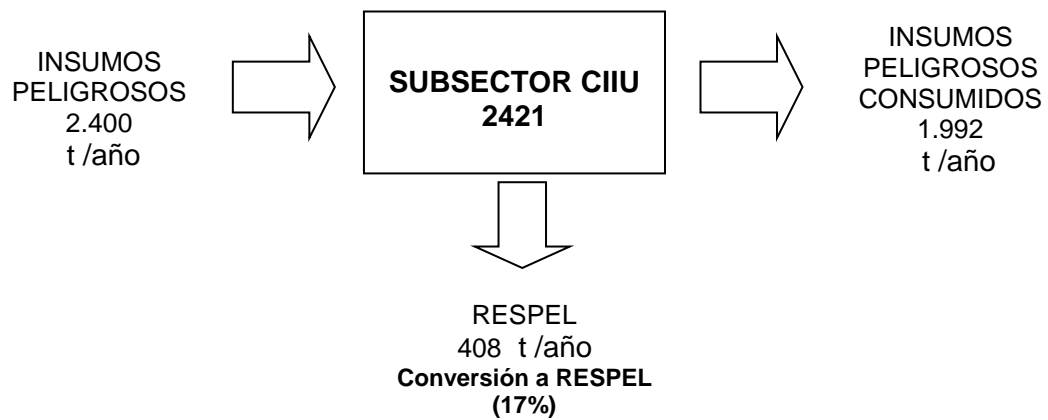 INSUMOS
PELIGROSOS
2.400
t /año
SUBSECTOR CIIU
2421
INSUMOS
PELIGROSOS
CONSUMIDOS
1.992
t /año
RESPEL
408 t /año
Conversión a RESPEL
(17%)